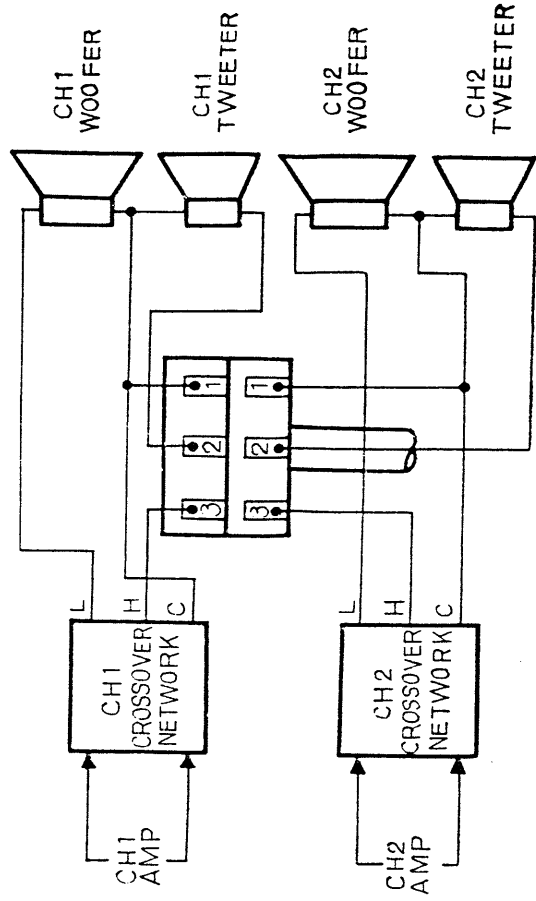 CH1
AMP
CH1
CROSSOVER
NETWORK
L
H
C
3
2
1
3
2
1
CH1
WOOFER
CH1
TWEETER
CH2
AMP
CH2
CROSSOVER
NETWORK
L
H
C
CH2
WOOFER
CH2
TWEETER